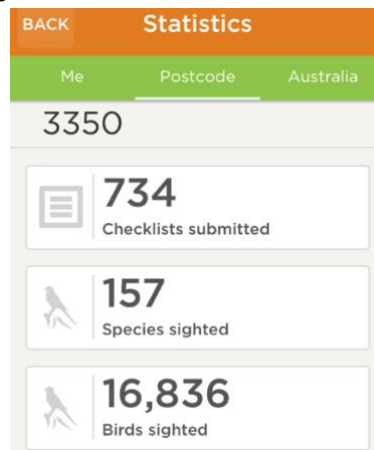 BACK Statistics
Me Postcode Australia
3350
734
Checklists submitted
157
Species sighted
16,836
Birds sighted